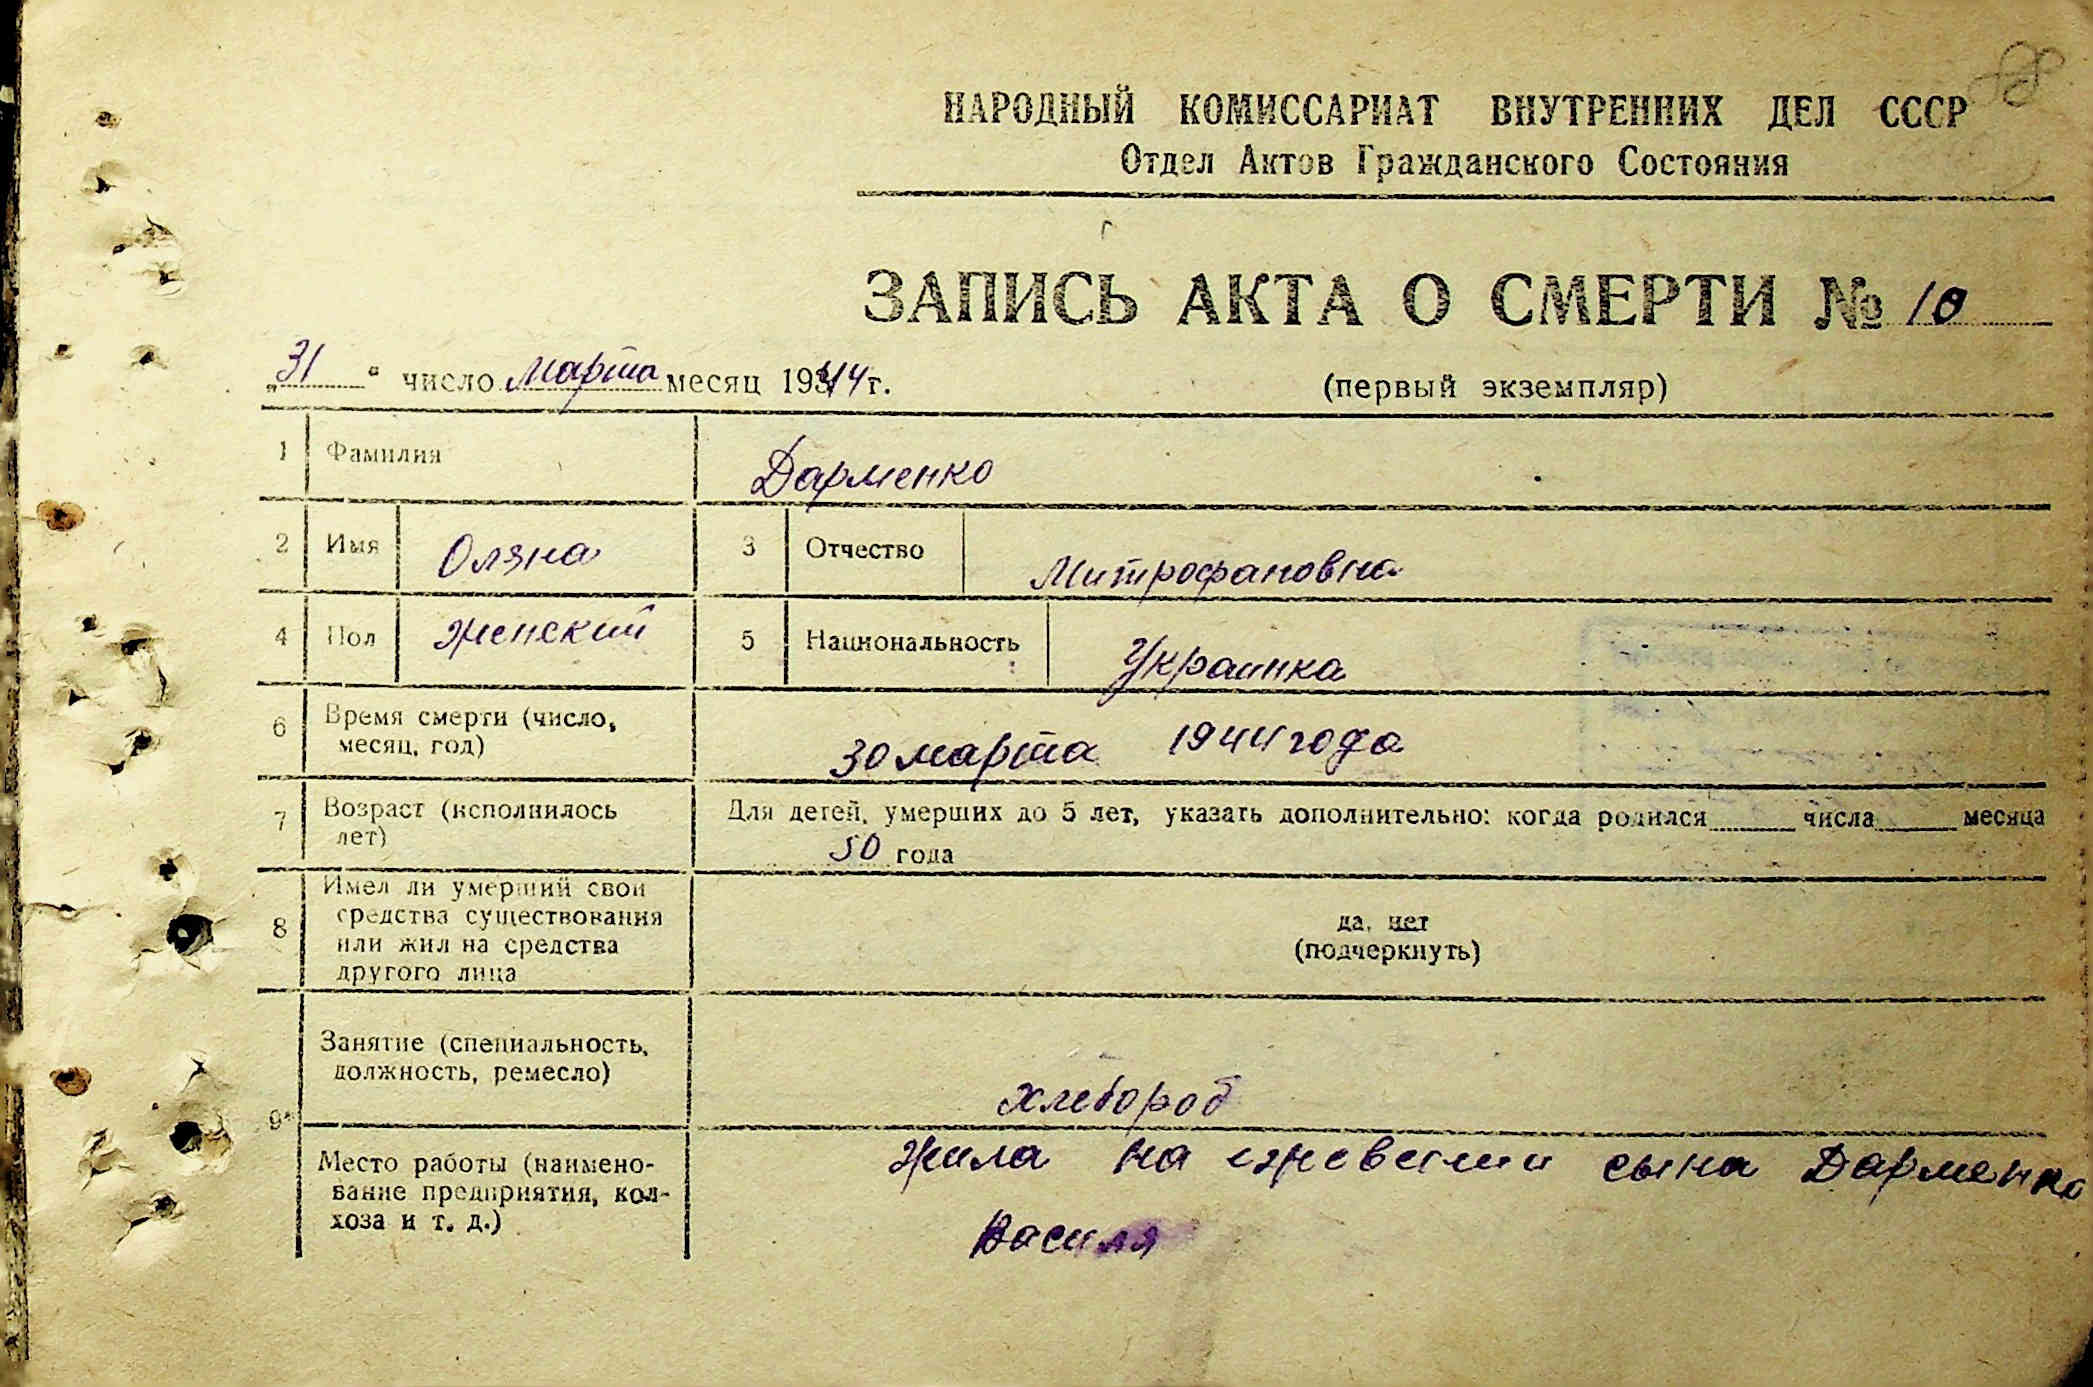 НАРОДНЫЙ КОМИССАРИАТ ВНУТРЕННИХ ДЕЛ СССР
Отдел Актов Гражданского Состояния
ЗАПИСЬ АКТА О СМЕРТИ № 10
„31“ число марта месяц 1944 г.
(первый экземпляр)
1 Фамилия Дарменко
2 Имя Оляна 3 Отчество Митрофановна
4 Пол женский 5 Национальность Украинка
6 Время смерти (число, месяц, год) 30 марта 1944 года
7 Возраст (исполнилось лет) Для детей, умерших до 5 лет, указать дополнительно: когда родился числа месяца
50 года
8 Имел ли умерший свои средства существования или жил на средства другого лица
да, нет
(подчеркнуть)
9* Занятие (специальность, должность, ремесло) хлебороб
Место работы (наименование предприятия, колхоза и т. д.) жила на сына Дарменко
Василя